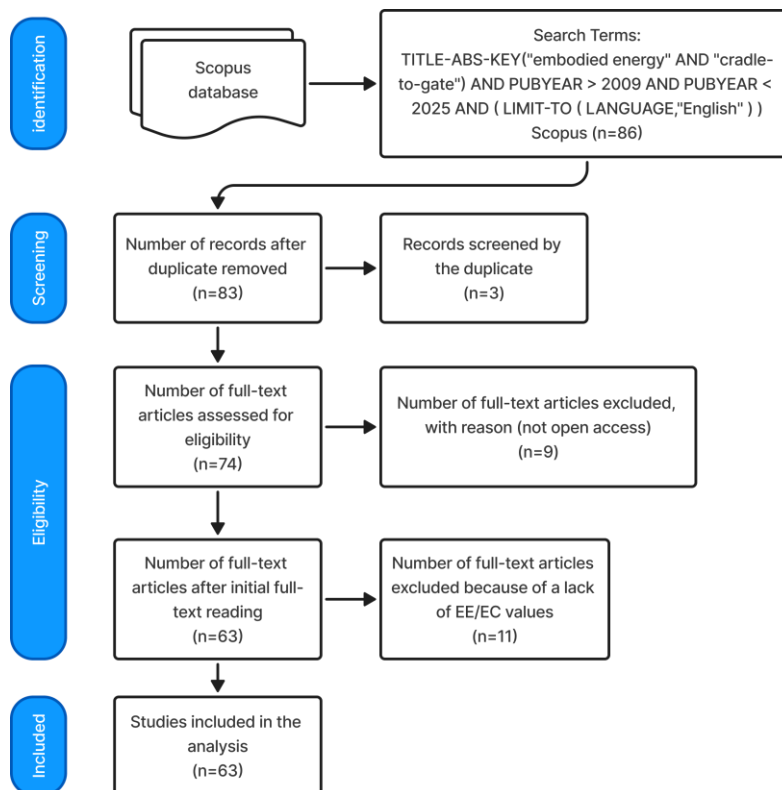 identification
Scopus
database
Search Terms:
TITLE-ABS-KEY("embodied energy" AND "cradle-
to-gate") AND PUBYEAR > 2009 AND PUBYEAR <
2025 AND ( LIMIT-TO ( LANGUAGE,"English" ) )
Scopus (n=86)
Screening
Number of records after
duplicate removed
(n=83)
Records screened by
the duplicate
(n=3)
Eligibility
Number of full-text
articles assessed for
eligibility
(n=74)
Number of full-text articles excluded,
with reason (not open access)
(n=9)
Number of full-text
articles after initial full-
text reading
(n=63)
Number of full-text articles
excluded because of a lack
of EE/EC values
(n=11)
Included
Studies included in the
analysis
(n=63)